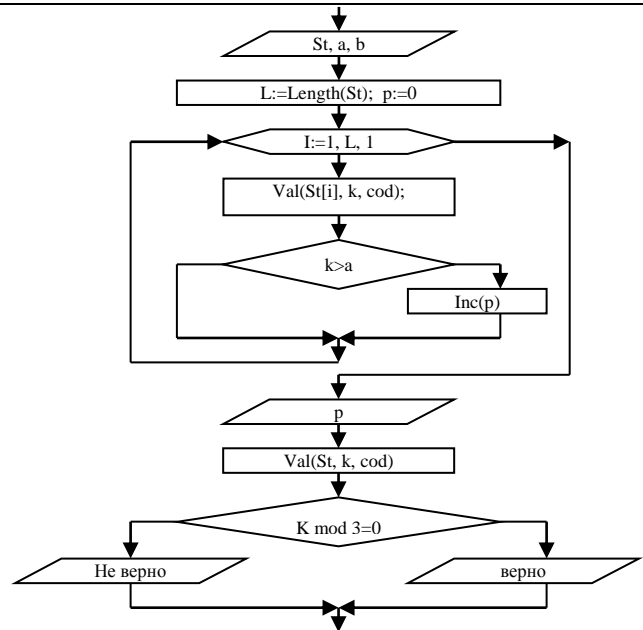 St, a, b
L:=Length(St); p:=0
I:=1, L, 1
Val(St[i], k, cod);
k>a
Inc(p)
p
Val(St, k, cod)
K mod 3=0
Не верно
верно